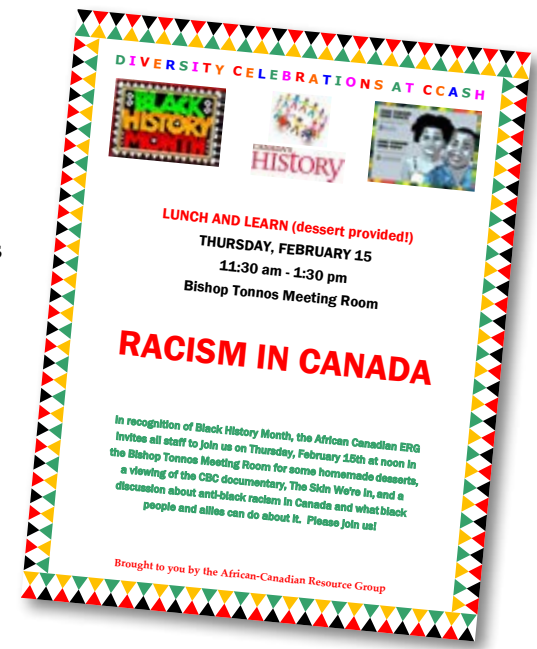 DIVERSITY CELEBRATIONS AT CCASH
BLACK
HISTORY
MONTH
CANADA'S
HISTORY
LUNCH AND LEARN (dessert provided!)
THURSDAY, FEBRUARY 15
11:30 am - 1:30 pm
Bishop Tonnos Meeting Room
RACISM IN CANADA
In recognition of Black History Month, the African Canadian ERG
invites all staff to join us on Thursday, February 15th at noon in
the Bishop Tonnos Meeting Room for some homemade desserts,
a viewing of the CBC documentary, The Skin We're In, and a
discussion about anti-black racism in Canada and what black
people and allies can do about it. Please join us!
Brought to you by the African-Canadian Resource Group